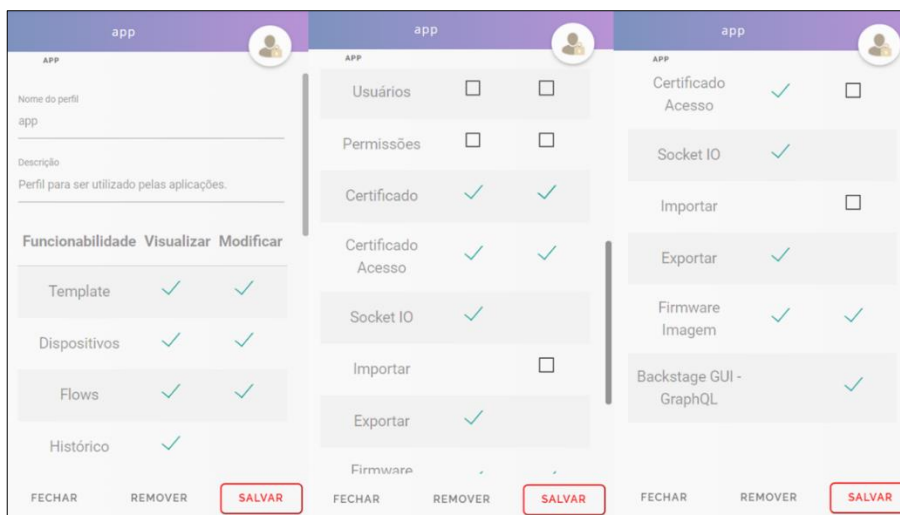 app
APP
Nome do perfil
app
Descrição
Perfil para ser utilizado pelas aplicações.
Funcionabilidade Visualizar Modificar
Template
Dispositivos
Flows
Histórico
FECHAR REMOVER SALVAR
app
APP
Usuários
Permissões
Certificado
Certificado
Acesso
Socket IO
Importar
Exportar
Firmware
FECHAR REMOVER SALVAR
app
APP
Certificado
Acesso
Socket IO
Importar
Exportar
Firmware
Imagem
Backstage GUI -
GraphQL
FECHAR REMOVER SALVAR